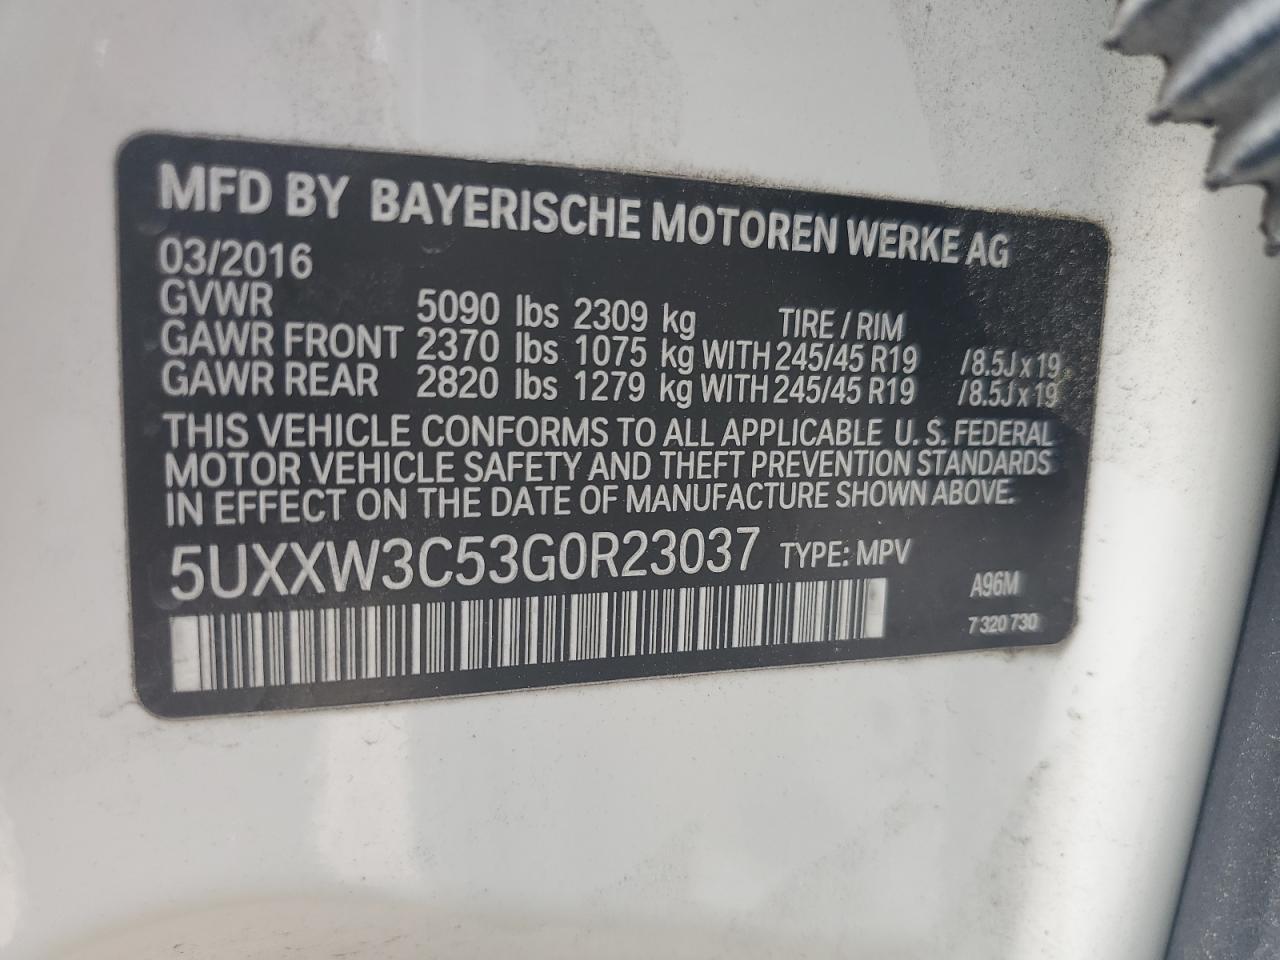 MFD BY BAYERISCHE MOTOREN WERKE AG
03/2016
GVWR 5090 lbs 2309 kg TIRE / RIM
GAWR FRONT 2370 lbs 1075 kg WITH 245/45 R19 /8.5J x 19
GAWR REAR 2820 lbs 1279 kg WITH 245/45 R19 /8.5J x 19
THIS VEHICLE CONFORMS TO ALL APPLICABLE U. S. FEDERAL
MOTOR VEHICLE SAFETY AND THEFT PREVENTION STANDARDS
IN EFFECT ON THE DATE OF MANUFACTURE SHOWN ABOVE.
5UXXW3C53G0R23037 TYPE: MPV
A96M
7 320 730